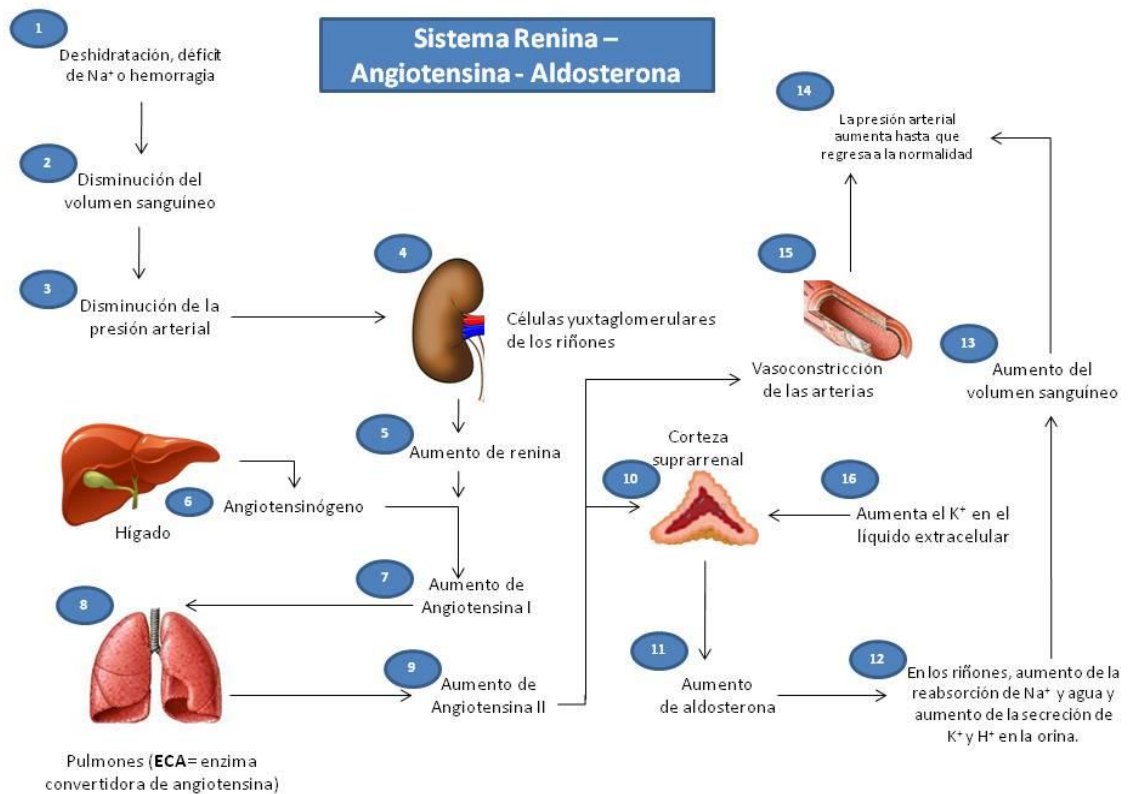 Sistema Renina –
Angiotensina - Aldosterona
1
Deshidratación, déficit
de Na⁺ o hemorragia
2
Disminución del
volumen sanguíneo
3
Disminución de la
presión arterial
4
Células yuxtaglomerulares
de los riñones
5
Aumento de renina
6
Angiotensinógeno
Hígado
7
Aumento de
Angiotensina I
8
Pulmones (ECA= enzima
convertidora de angiotensina)
9
Aumento de
Angiotensina II
10
Corteza
suprarrenal
11
Aumento
de aldosterona
12
En los riñones, aumento de la
reabsorción de Na⁺ y agua y
aumento de la secreción de
K⁺ y H⁺ en la orina.
13
Aumento del
volumen sanguíneo
14
La presión arterial
aumenta hasta que
regresa a la normalidad
15
Vasoconstricción
de las arterias
16
Aumenta el K⁺ en el
líquido extracelular